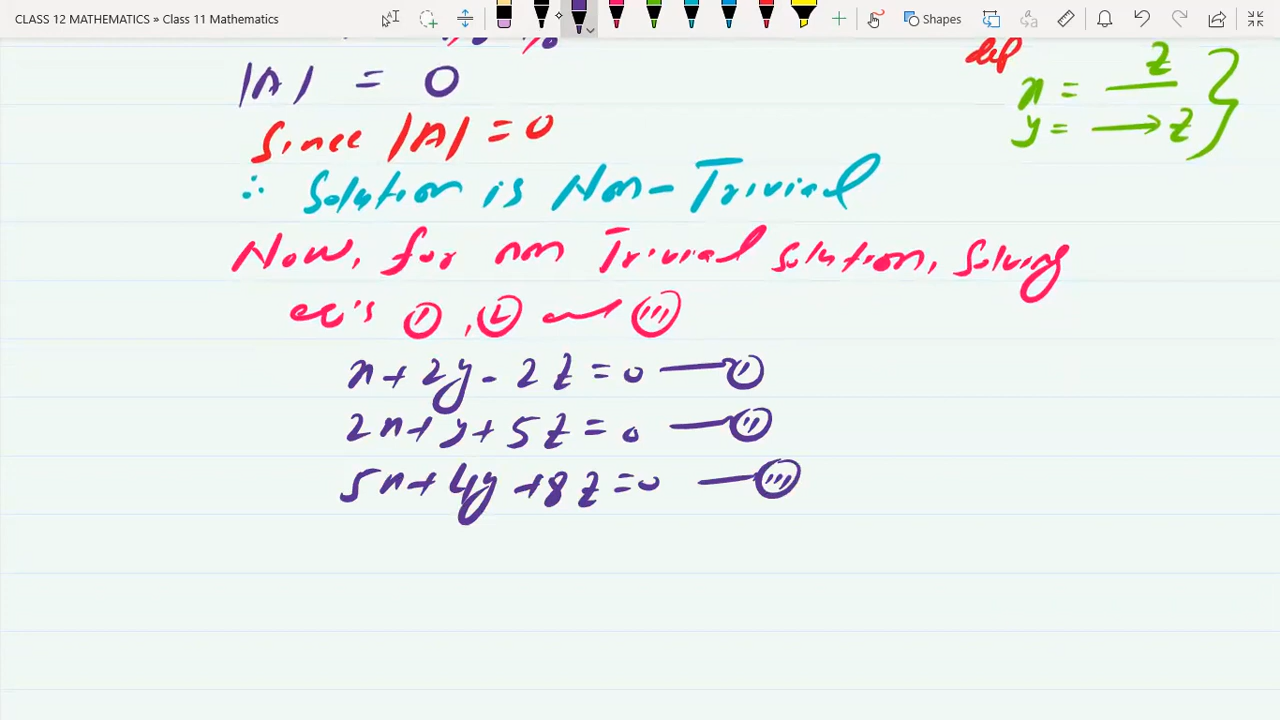 CLASS 12 MATHEMATICS » Class 11 Mathematics
Shapes
|A| = 0
Since |A| = 0
∴ Solution is Non-Trivial
Now, for non Trivial solution, Solving
eq's (I), (II) and (III)
x + 2y - 2z = 0 — (I)
2x + y + 5z = 0 — (II)
5x + 4y + 8z = 0 — (III)
dep
x = — z
y = → z }